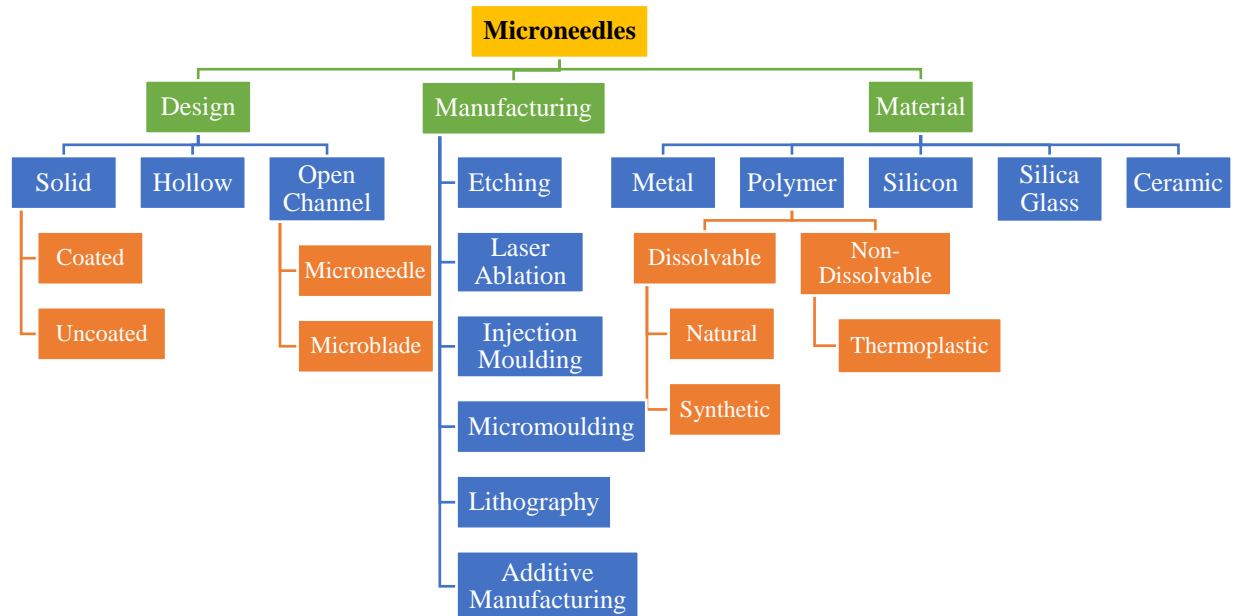 Microneedles
Design
Manufacturing
Material
Solid
Hollow
Open
Channel
Etching
Metal
Polymer
Silicon
Silica
Glass
Ceramic
Coated
Uncoated
Microneedle
Microblade
Laser
Ablation
Injection
Moulding
Micromoulding
Lithography
Additive
Manufacturing
Dissolvable
Non-
Dissolvable
Natural
Synthetic
Thermoplastic